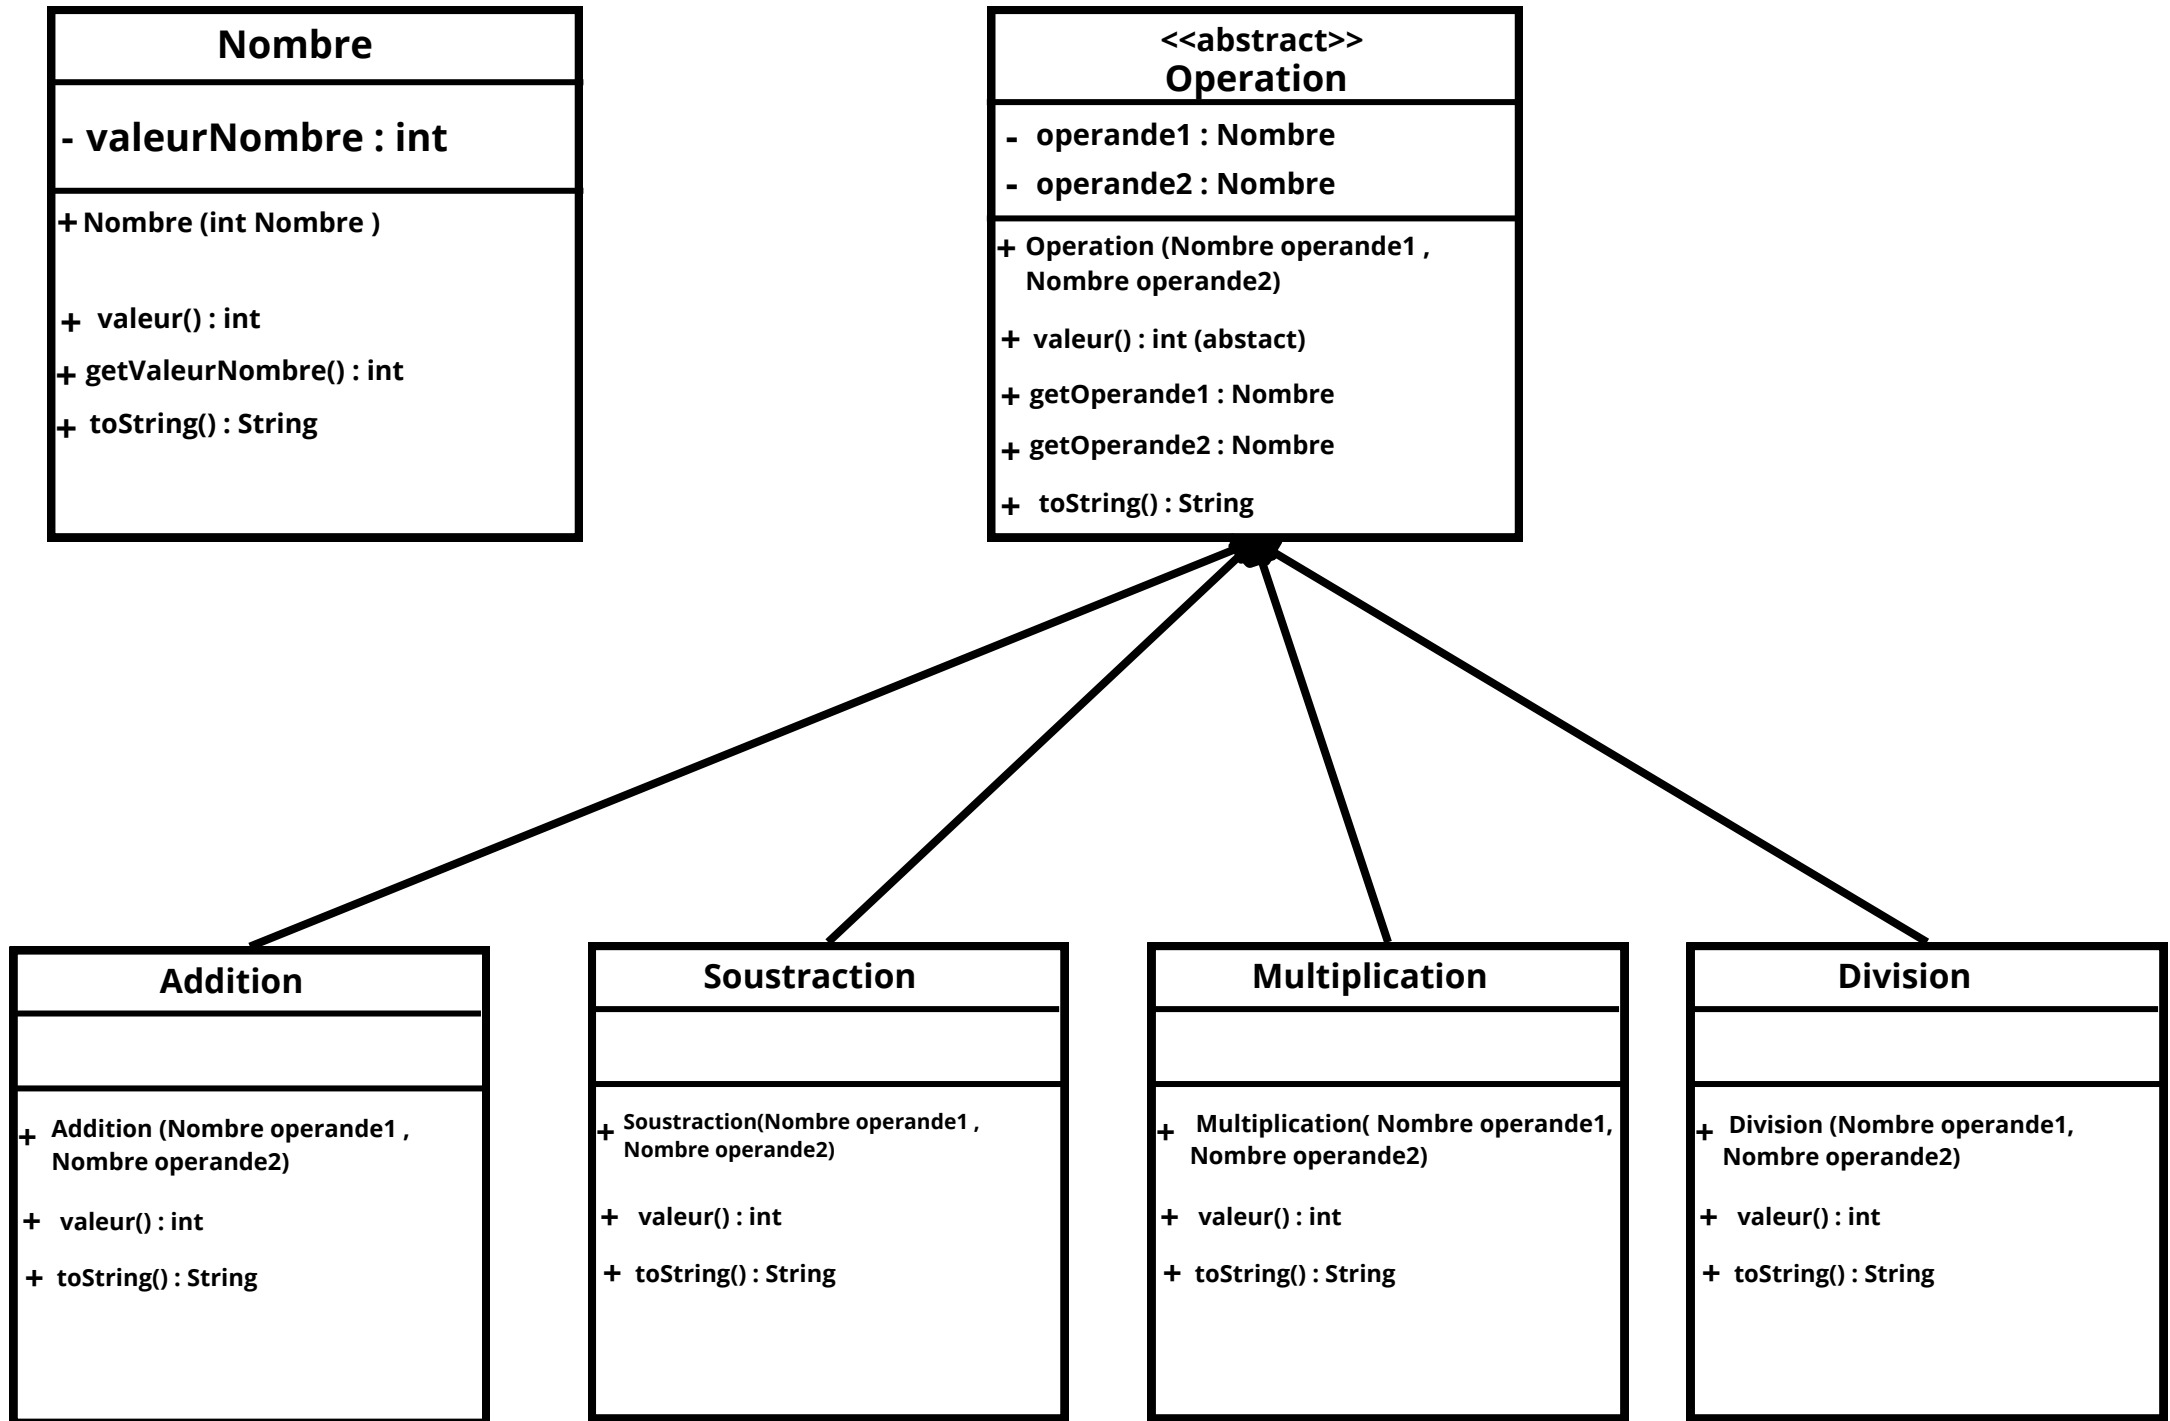 Nombre
- valeurNombre : int
+ Nombre (int Nombre )
+ valeur() : int
+ getValeurNombre() : int
+ toString() : String
<<abstract>>
Operation
- operande1 : Nombre
- operande2 : Nombre
+ Operation (Nombre operande1 ,
Nombre operande2)
+ valeur() : int (abstact)
+ getOperande1 : Nombre
+ getOperande2 : Nombre
+ toString() : String
Addition
+ Addition (Nombre operande1 ,
Nombre operande2)
+ valeur() : int
+ toString() : String
Soustraction
+ Soustraction(Nombre operande1 ,
Nombre operande2)
+ valeur() : int
+ toString() : String
Multiplication
+ Multiplication( Nombre operande1,
Nombre operande2)
+ valeur() : int
+ toString() : String
Division
+ Division (Nombre operande1,
Nombre operande2)
+ valeur() : int
+ toString() : String